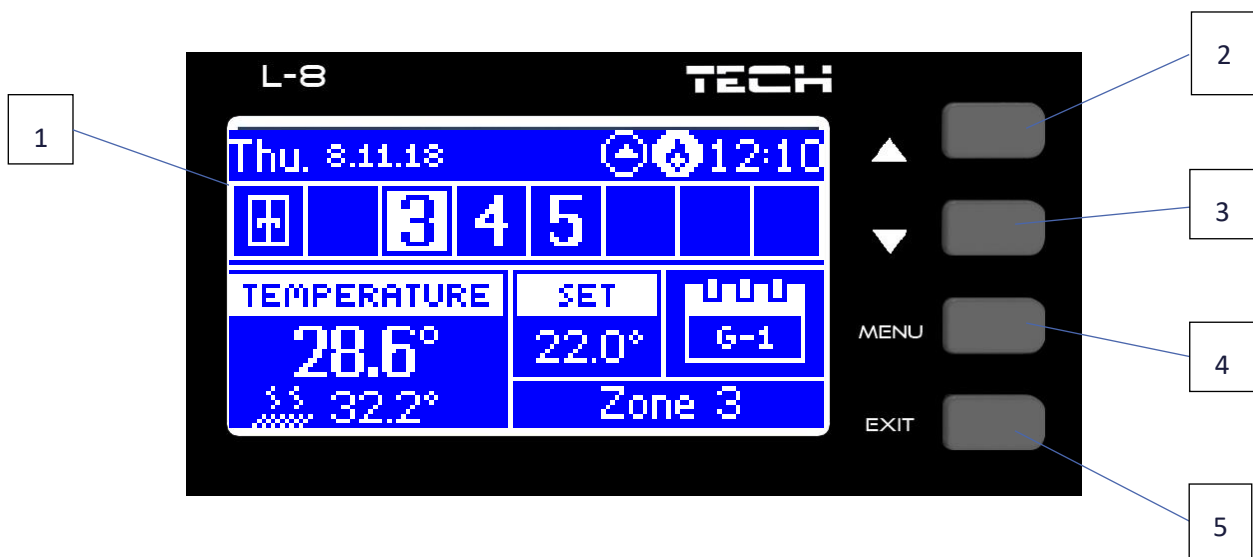 L-8 TECH
Thu. 8.11.18 12:10
3 4 5
TEMPERATURE
28.6°
32.2°
SET
22.0°
G-1
Zone 3
MENU
EXIT
1
2
3
4
5